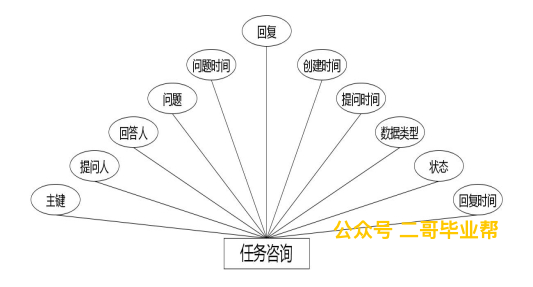 回复
问题时间
创建时间
问题
提问时间
回答人
数据类型
提问人
状态
主键
回复时间
公众号 二哥毕业帮
任务咨询